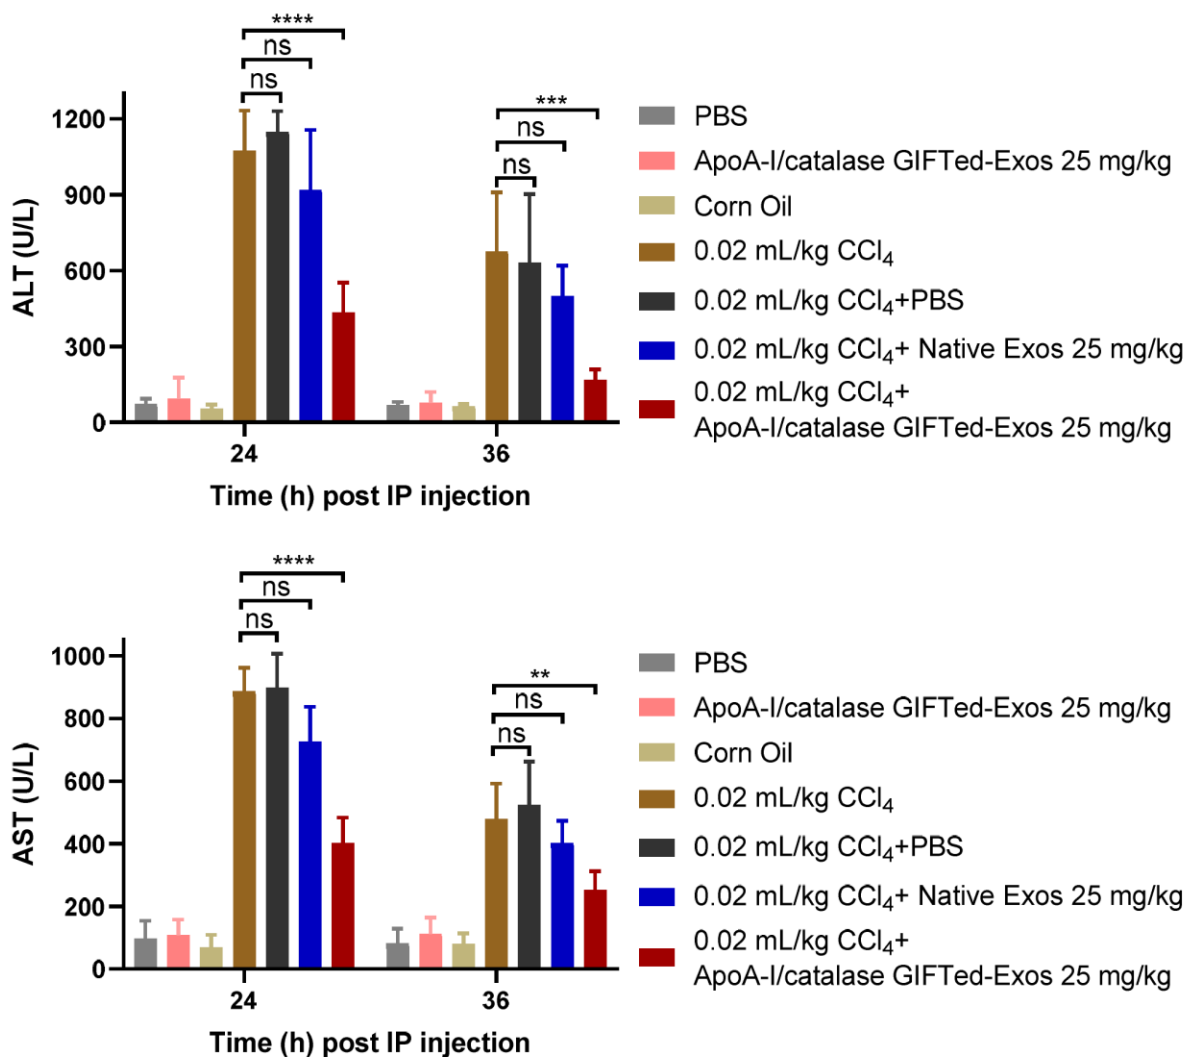 ****
ns
ns
***
ns
ns
1200
900
600
300
0
ALT (U/L)
24
36
Time (h) post IP injection
PBS
ApoA-I/catalase GIFTed-Exos 25 mg/kg
Corn Oil
0.02 mL/kg CCl₄
0.02 mL/kg CCl₄+PBS
0.02 mL/kg CCl₄+ Native Exos 25 mg/kg
0.02 mL/kg CCl₄+
ApoA-I/catalase GIFTed-Exos 25 mg/kg
****
ns
ns
**
ns
ns
1000
800
600
400
200
0
AST (U/L)
24
36
Time (h) post IP injection
PBS
ApoA-I/catalase GIFTed-Exos 25 mg/kg
Corn Oil
0.02 mL/kg CCl₄
0.02 mL/kg CCl₄+PBS
0.02 mL/kg CCl₄+ Native Exos 25 mg/kg
0.02 mL/kg CCl₄+
ApoA-I/catalase GIFTed-Exos 25 mg/kg